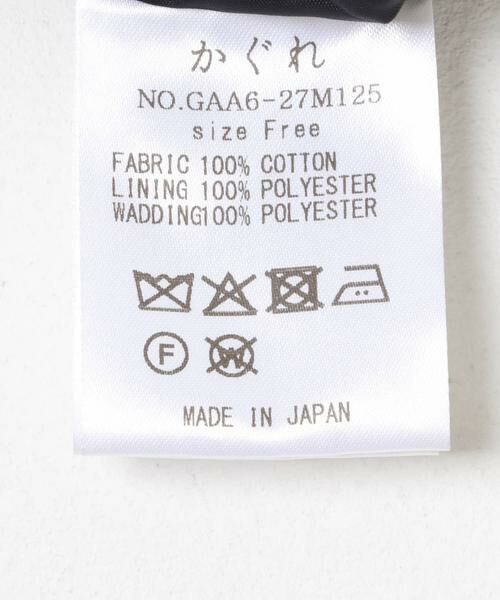 かぐれ
NO.GAA6-27M125
size Free
FABRIC 100% COTTON
LINING 100% POLYESTER
WADDING100% POLYESTER
F W
MADE IN JAPAN